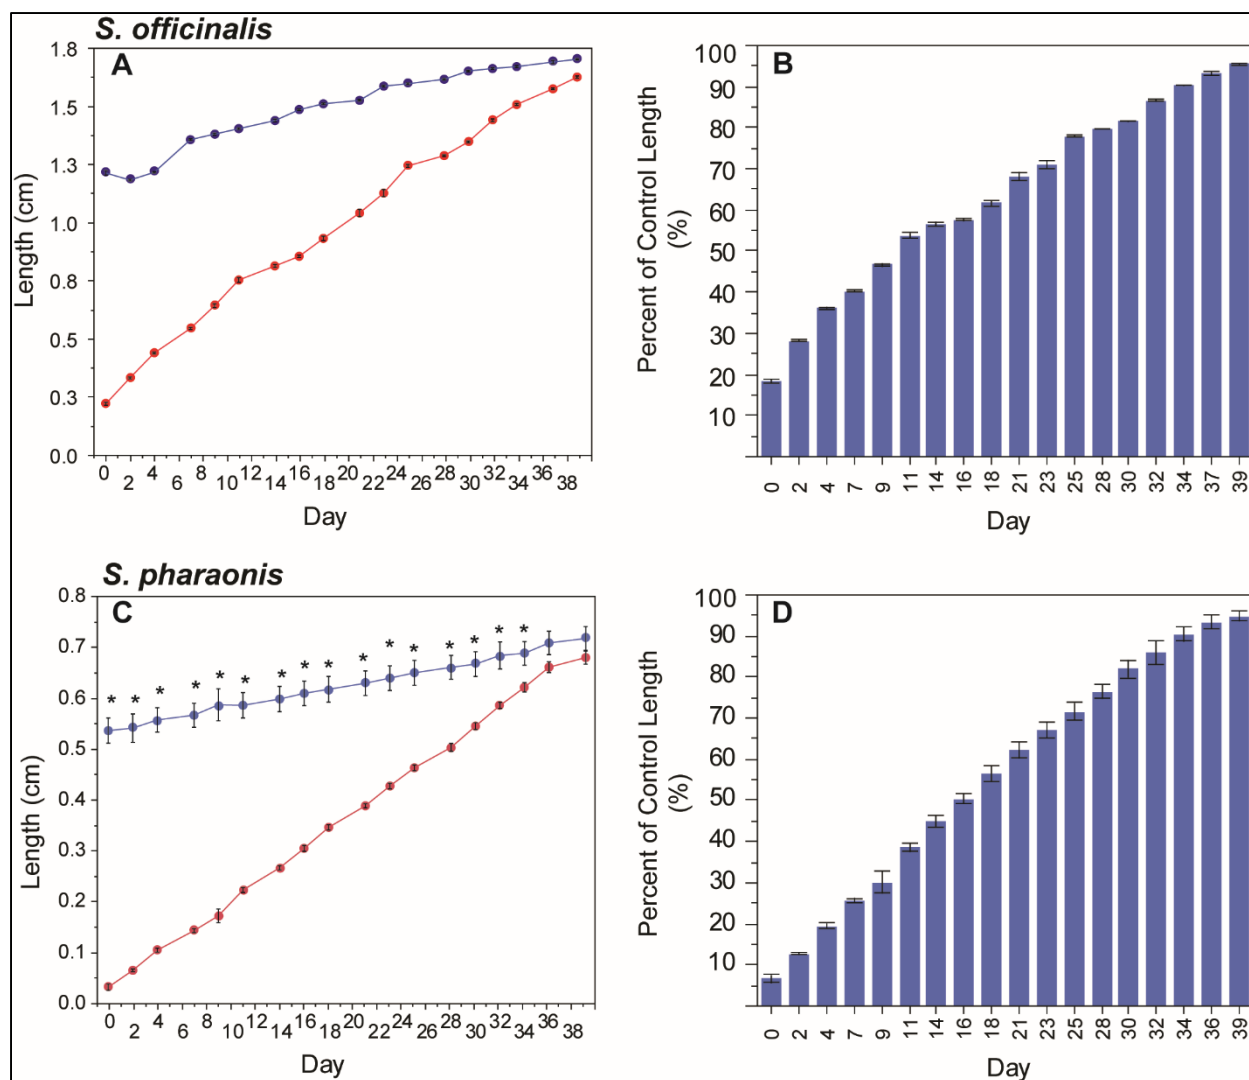 S. officinalis
A
Length (cm)
1.8
1.5
1.3
1.0
0.8
0.5
0.3
0.0
0 2 4 6 8 10 12 14 16 18 20 22 24 26 28 30 32 34 36 38
Day
B
Percent of Control Length
(%)
100
90
80
70
60
50
40
30
20
10
0 2 4 7 9 11 14 16 18 21 23 25 28 30 32 34 37 39
Day
S. pharaonis
C
Length (cm)
0.8
0.7
0.6
0.5
0.4
0.3
0.2
0.1
0.0
* * * * * * * * * * * * * * * *
0 2 4 6 8 10 12 14 16 18 20 22 24 26 28 30 32 34 36 38
Day
D
Percent of Control Length
(%)
100
90
80
70
60
50
40
30
20
10
0 2 4 7 9 11 14 16 18 21 23 25 28 30 32 34 36 39
Day